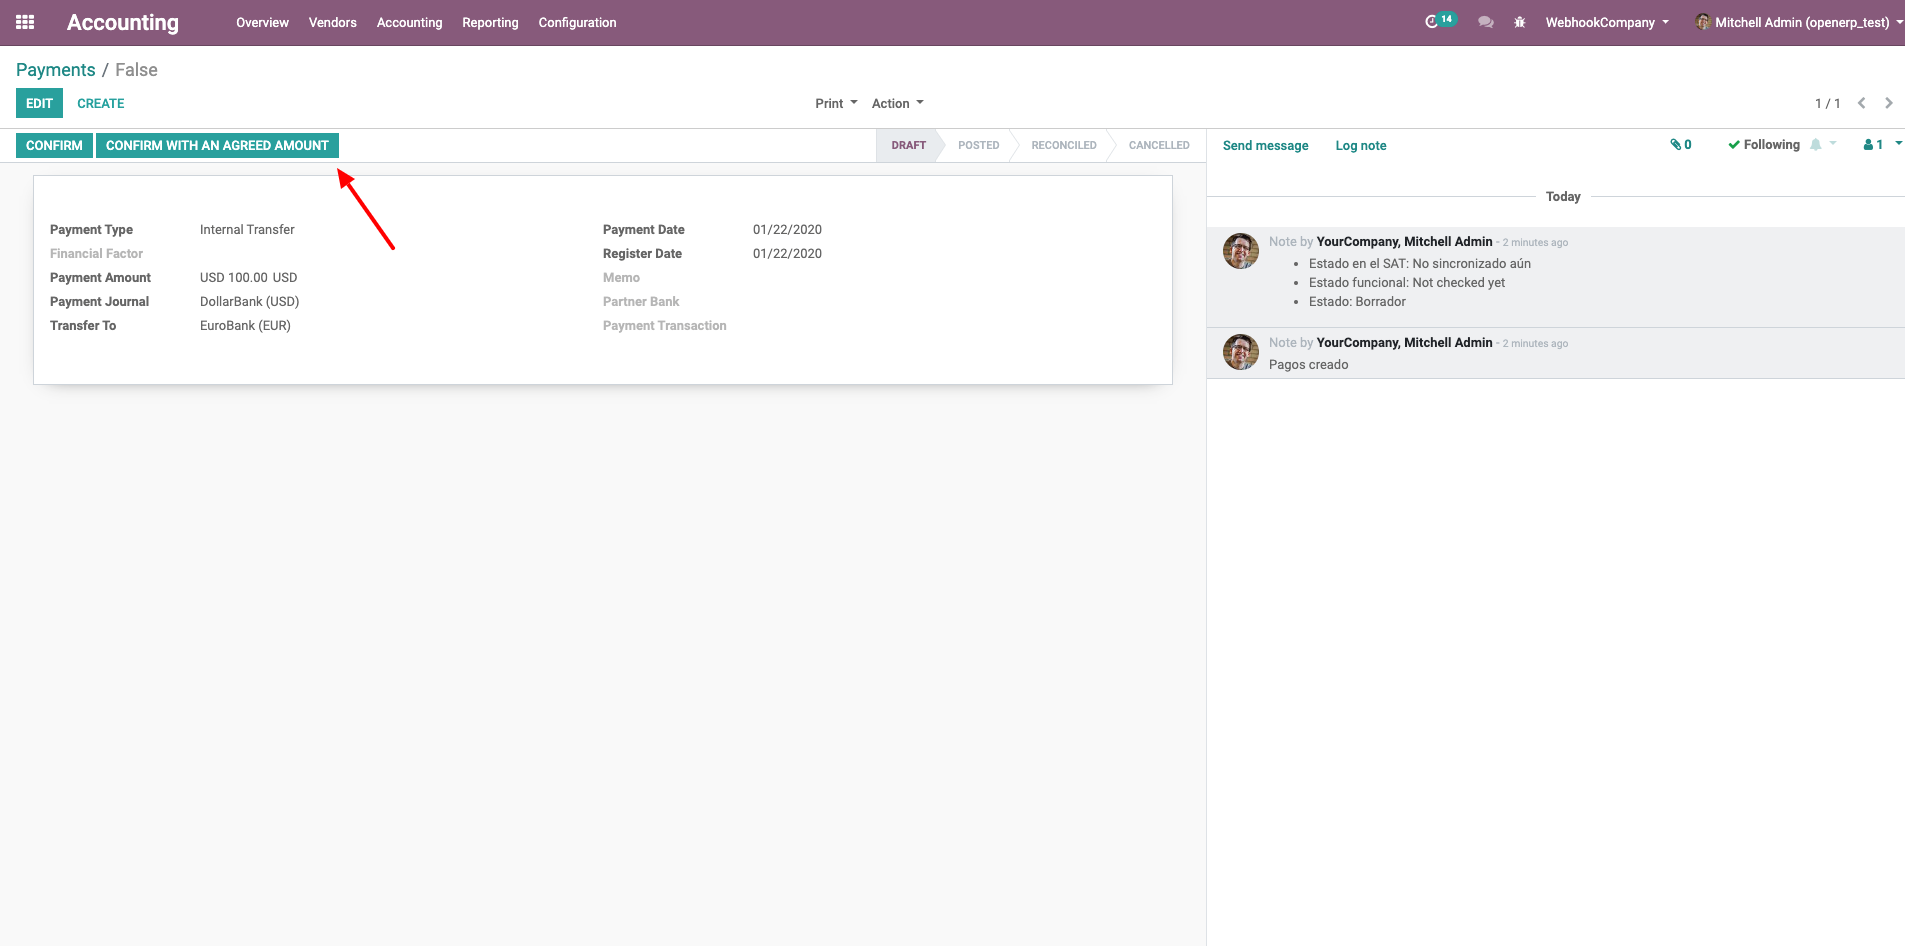 Accounting Overview Vendors Accounting Reporting Configuration 14 WebhookCompany Mitchell Admin (openerp_test)
Payments / False
EDIT CREATE Print Action 1 / 1
CONFIRM CONFIRM WITH AN AGREED AMOUNT DRAFT POSTED RECONCILED CANCELLED
Payment Type Internal Transfer Payment Date 01/22/2020
Financial Factor Register Date 01/22/2020
Payment Amount USD 100.00 USD Memo
Payment Journal DollarBank (USD) Partner Bank
Transfer To EuroBank (EUR) Payment Transaction
Send message Log note 0 Following 1
Today
Note by YourCompany, Mitchell Admin - 2 minutes ago
• Estado en el SAT: No sincronizado aún
• Estado funcional: Not checked yet
• Estado: Borrador
Note by YourCompany, Mitchell Admin - 2 minutes ago
Pagos creado